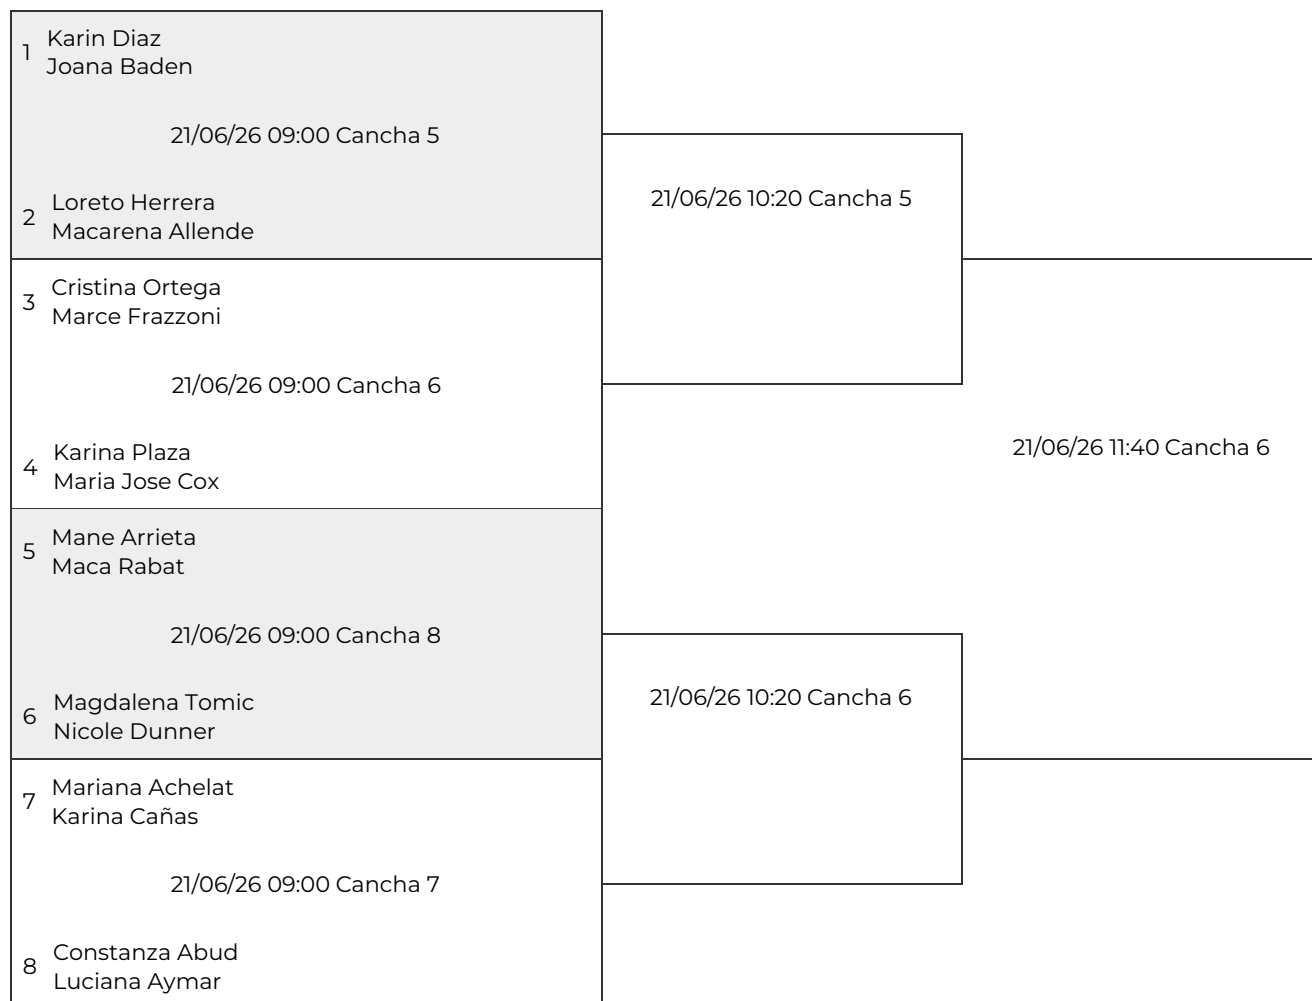 1
Karin Diaz
Joana Baden
21/06/26 09:00 Cancha 5
2
Loreto Herrera
Macarena Allende
3
Cristina Ortega
Marce Frazzoni
21/06/26 09:00 Cancha 6
4
Karina Plaza
Maria Jose Cox
5
Mane Arrieta
Maca Rabat
21/06/26 09:00 Cancha 8
6
Magdalena Tomic
Nicole Dunner
7
Mariana Achelat
Karina Cañas
21/06/26 09:00 Cancha 7
8
Constanza Abud
Luciana Aymar
21/06/26 10:20 Cancha 5
21/06/26 10:20 Cancha 6
21/06/26 11:40 Cancha 6